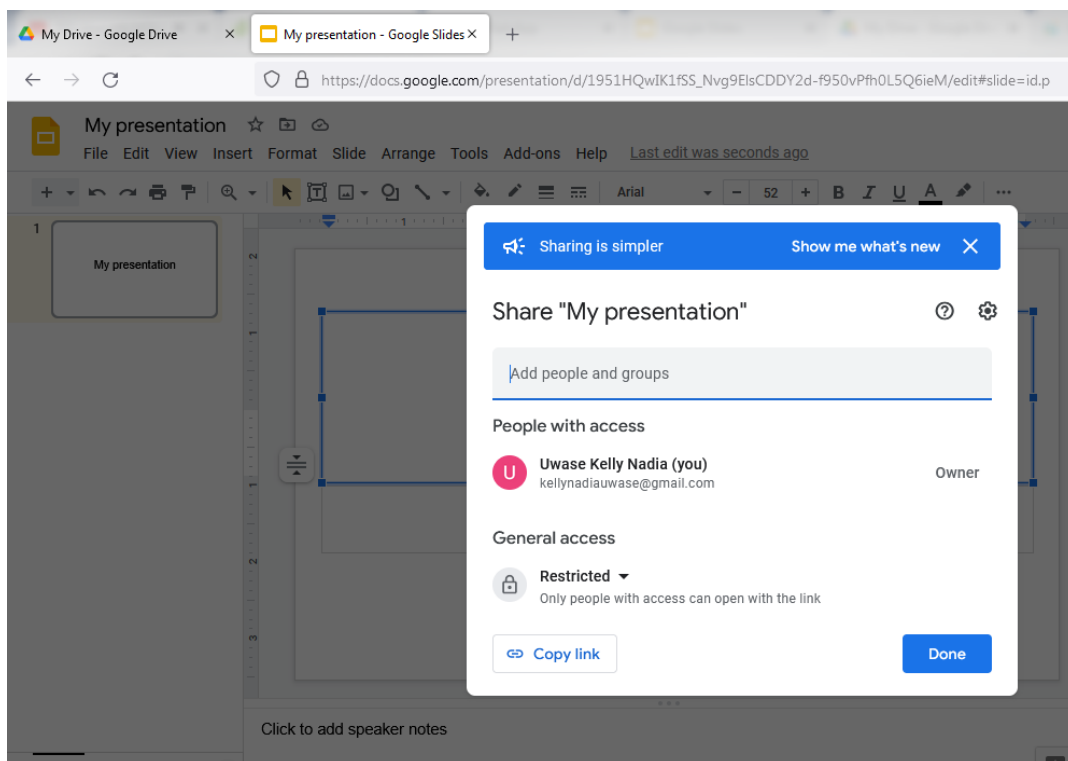 My Drive - Google Drive
My presentation - Google Slides
https://docs.google.com/presentation/d/1951HQwIK1fSS_Nvg9ElsCDDY2d-f950vPfh0L5Q6ieM/edit#slide=id.p
My presentation
File Edit View Insert Format Slide Arrange Tools Add-ons Help Last edit was seconds ago
Arial 52 B I U A
1
My presentation
Sharing is simpler Show me what's new
Share "My presentation"
Add people and groups
People with access
U
Uwase Kelly Nadia (you)
kellynadiauwase@gmail.com
Owner
General access
Restricted
Only people with access can open with the link
Copy link
Done
Click to add speaker notes